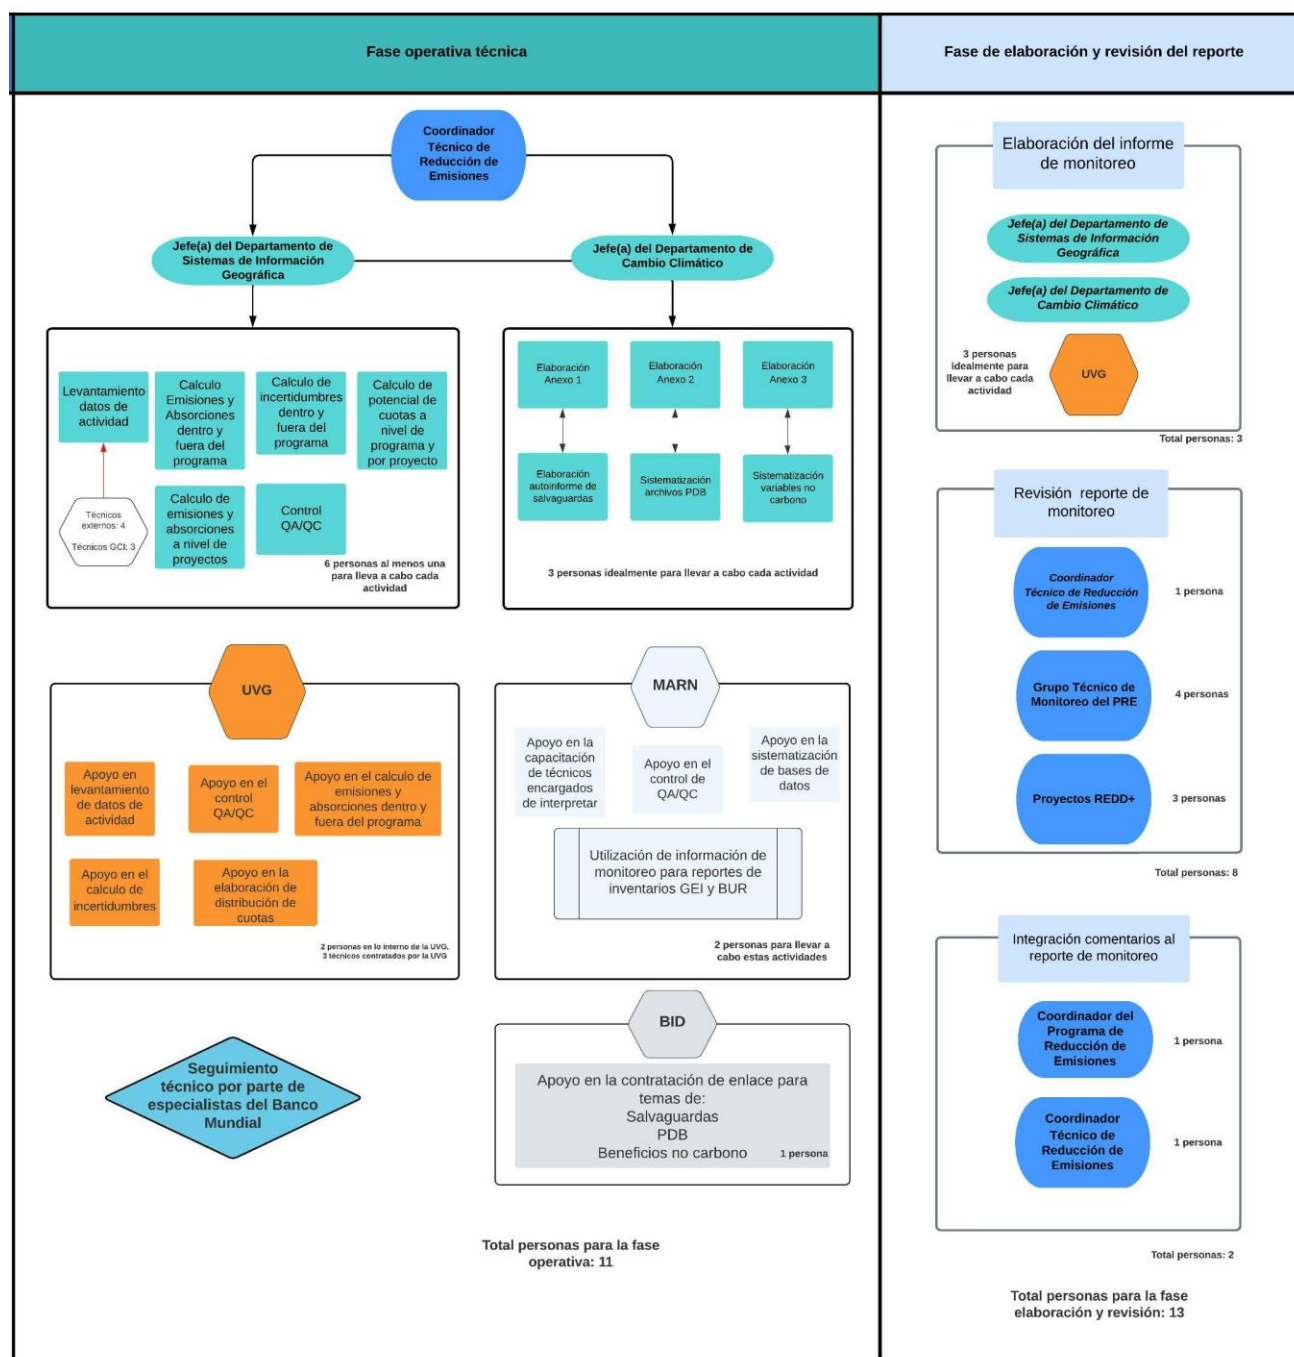 Fase operativa técnica
Fase de elaboración y revisión del reporte
Coordinador
Técnico de
Reducción de
Emisiones
Jefe(a) del Departamento de
Sistemas de Información
Geográfica
Jefe(a) del Departamento de
Cambio Climático
Levantamiento
datos de
actividad
Calculo
Emisiones y
Absorciones
dentro y
fuera del
programa
Calculo de
incertidumbres
dentro y
fuera del
programa
Calculo de
potencial de
cuotas a
nivel de
programa y
por proyecto
Técnicos
externos: 4
Técnicos GCI: 3
Calculo de
emisiones y
absorciones
a nivel de
proyectos
Control
QA/QC
6 personas al menos una
para lleva a cabo cada
actividad
Elaboración
Anexo 1
Elaboración
Anexo 2
Elaboración
Anexo 3
Elaboración
autoinforme de
salvaguardas
Sistematización
archivos PDB
Sistematización
variables no
carbono
3 personas idealmente para llevar a cabo cada actividad
UVG
Apoyo en
levantamiento
de datos de
actividad
Apoyo en el
control
QA/QC
Apoyo en el calculo de
emisiones y
absorciones dentro y
fuera del programa
Apoyo en el
calculo de
incertidumbres
Apoyo en la
elaboración de
distribución de
cuotas
2 personas en lo interno de la UVG.
3 técnicos contratados por la UVG
MARN
Apoyo en la
capacitación
de técnicos
encargados
de interpretar
Apoyo en el
control de
QA/QC
Apoyo en la
sistematización
de bases de
datos
Utilización de información de
monitoreo para reportes de
inventarios GEI y BUR
2 personas para llevar a
cabo estas actividades
Seguimiento
técnico por parte de
especialistas del Banco
Mundial
BID
Apoyo en la contratación de enlace para
temas de:
Salvaguardas
PDB
Beneficios no carbono
1 persona
Total personas para la fase
operativa: 11
Elaboración del informe
de monitoreo
Jefe(a) del Departamento de
Sistemas de Información
Geográfica
Jefe(a) del Departamento de
Cambio Climático
3 personas
idealmente para
llevar a cabo cada
actividad
UVG
Total personas: 3
Revisión reporte de
monitoreo
Coordinador
Técnico de Reducción
de Emisiones
1 persona
Grupo Técnico de
Monitoreo del PRE
4 personas
Proyectos REDD+
3 personas
Total personas: 8
Integración comentarios al
reporte de monitoreo
Coordinador del
Programa de
Reducción de
Emisiones
1 persona
Coordinador
Técnico de
Reducción de
Emisiones
1 persona
Total personas: 2
Total personas para la fase
elaboración y revisión: 13